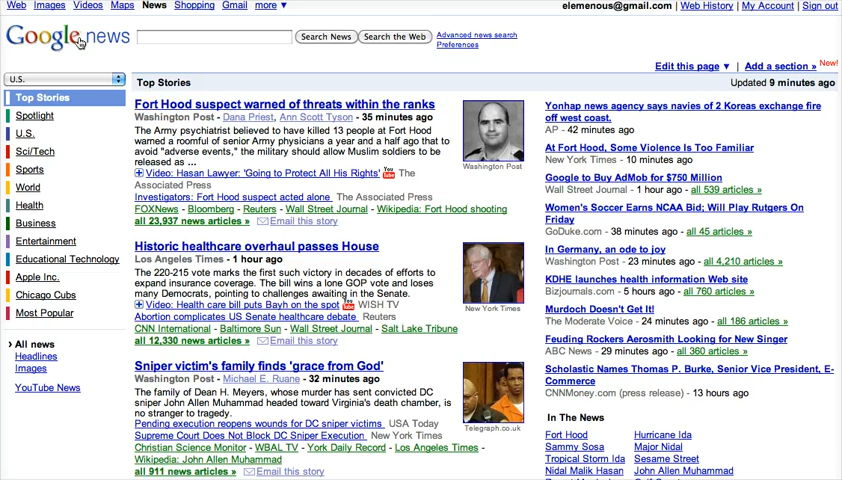 Web Images Videos Maps News Shopping Gmail more ▼
elemenous@gmail.com | Web History | My Account | Sign out
Google news
Search News Search the Web
Advanced news search
Preferences
Edit this page ▼ | Add a section » New!
U.S.
Top Stories
Updated 9 minutes ago
Top Stories
Spotlight
U.S.
Sci/Tech
Sports
World
Health
Business
Entertainment
Educational Technology
Apple Inc.
Chicago Cubs
Most Popular
> All news
Headlines
Images
YouTube News
Fort Hood suspect warned of threats within the ranks
Washington Post - Dana Priest, Ann Scott Tyson - 35 minutes ago
The Army psychiatrist believed to have killed 13 people at Fort Hood
warned a roomful of senior Army physicians a year and a half ago that to
avoid "adverse events," the military should allow Muslim soldiers to be
released as ...
Video: Hasan Lawyer: 'Going to Protect All His Rights' You Tube The
Associated Press
Investigators: Fort Hood suspect acted alone The Associated Press
FOXNews - Bloomberg - Reuters - Wall Street Journal - Wikipedia: Fort Hood shooting
all 23,937 news articles » Email this story
Washington Post
Historic healthcare overhaul passes House
Los Angeles Times - 1 hour ago
The 220-215 vote marks the first such victory in decades of efforts to
expand insurance coverage. The bill wins a lone GOP vote and loses
many Democrats, pointing to challenges awaiting in the Senate.
Video: Health care bill puts Bayh on the spot WISH TV
Abortion complicates US Senate healthcare debate Reuters
CNN International - Baltimore Sun - Wall Street Journal - Salt Lake Tribune
all 12,330 news articles » Email this story
New York Times
Sniper victim's family finds 'grace from God'
Washington Post - Michael E. Ruane - 32 minutes ago
The family of Dean H. Meyers, whose murder has sent convicted DC
sniper John Allen Muhammad headed toward Virginia's death chamber, is
no stranger to tragedy.
Pending execution reopens wounds for DC sniper victims USA Today
Supreme Court Does Not Block DC Sniper Execution New York Times
Christian Science Monitor - WBAL TV - York Daily Record - Los Angeles Times -
Wikipedia: John Allen Muhammad
all 911 news articles » Email this story
Telegraph.co.uk
Yonhap news agency says navies of 2 Koreas exchange fire
off west coast.
AP - 42 minutes ago
At Fort Hood, Some Violence Is Too Familiar
New York Times - 10 minutes ago
Google to Buy AdMob for $750 Million
Wall Street Journal - 1 hour ago - all 539 articles »
Women's Soccer Earns NCAA Bid; Will Play Rutgers On
Friday
GoDuke.com - 38 minutes ago - all 45 articles »
In Germany, an ode to joy
Washington Post - 23 minutes ago - all 4,210 articles »
KDHE launches health information Web site
Bizjournals.com - 5 hours ago - all 760 articles »
Murdoch Doesn't Get It!
The Moderate Voice - 24 minutes ago - all 186 articles »
Feuding Rockers Aerosmith Looking for New Singer
ABC News - 29 minutes ago - all 360 articles »
Scholastic Names Thomas P. Burke, Senior Vice President, E-
Commerce
CNNMoney.com (press release) - 13 hours ago
In The News
Fort Hood Hurricane Ida
Sammy Sosa Major Nidal
Tropical Storm Ida Sesame Street
Nidal Malik Hasan John Allen Muhammad